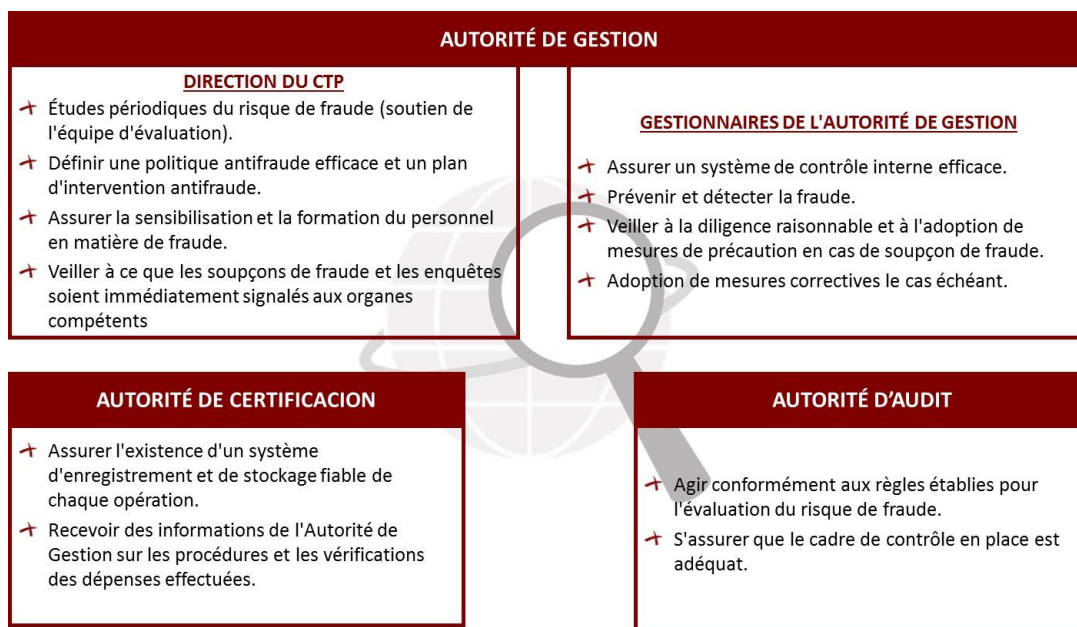 AUTORITÉ DE GESTION
DIRECTION DU CTP
Études périodiques du risque de fraude (soutien de
l'équipe d'évaluation).
Définir une politique antifraude efficace et un plan
d'intervention antifraude.
Assurer la sensibilisation et la formation du personnel
en matière de fraude.
Veiller à ce que les soupçons de fraude et les enquêtes
soient immédiatement signalés aux organes
compétents
GESTIONNAIRES DE L'AUTORITÉ DE GESTION
Assurer un système de contrôle interne efficace.
Prévenir et détecter la fraude.
Veiller à la diligence raisonnable et à l'adoption de
mesures de précaution en cas de soupçon de fraude.
Adoption de mesures correctives le cas échéant.
AUTORITÉ DE CERTIFICACION
Assurer l'existence d'un système
d'enregistrement et de stockage fiable de
chaque opération.
Recevoir des informations de l'Autorité de
Gestion sur les procédures et les vérifications
des dépenses effectuées.
AUTORITÉ D’AUDIT
Agir conformément aux règles établies pour
l'évaluation du risque de fraude.
S'assurer que le cadre de contrôle en place est
adéquat.